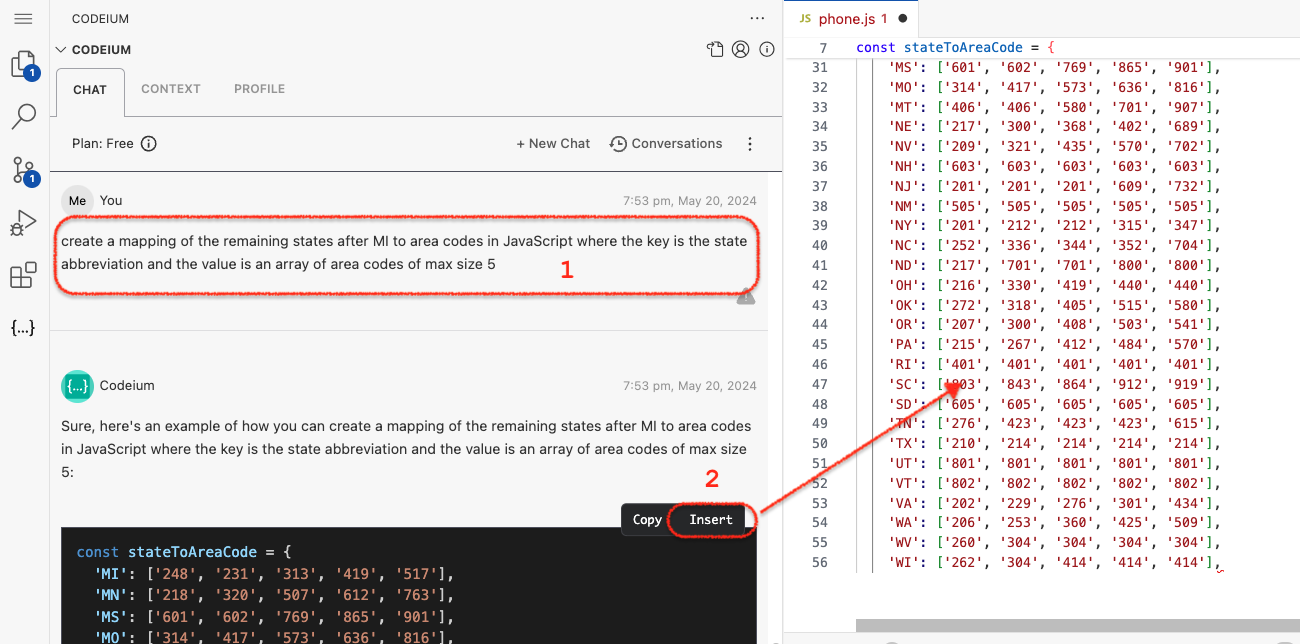 CODEIUM
...
CODEIUM
CHAT
CONTEXT
PROFILE
Plan: Free
+ New Chat
Conversations
1
1
{...}
Me
You
7:53 pm, May 20, 2024
create a mapping of the remaining states after MI to area codes in JavaScript where the key is the state
abbreviation and the value is an array of area codes of max size 5
1
{...}
Codeium
7:53 pm, May 20, 2024
Sure, here's an example of how you can create a mapping of the remaining states after MI to area codes
in JavaScript where the key is the state abbreviation and the value is an array of area codes of max size
5:
2
Copy
Insert
const stateToAreaCode = {
'MI': ['248', '231', '313', '419', '517'],
'MN': ['218', '320', '507', '612', '763'],
'MS': ['601', '602', '769', '865', '901'],
'MO': ['314', '417', '573', '636', '816'],
JS phone.js 1
7 const stateToAreaCode = {
31 'MS': ['601', '602', '769', '865', '901'],
32 'MO': ['314', '417', '573', '636', '816'],
33 'MT': ['406', '406', '580', '701', '907'],
34 'NE': ['217', '300', '368', '402', '689'],
35 'NV': ['209', '321', '435', '570', '702'],
36 'NH': ['603', '603', '603', '603', '603'],
37 'NJ': ['201', '201', '201', '609', '732'],
38 'NM': ['505', '505', '505', '505', '505'],
39 'NY': ['201', '212', '212', '315', '347'],
40 'NC': ['252', '336', '344', '352', '704'],
41 'ND': ['217', '701', '701', '800', '800'],
42 'OH': ['216', '330', '419', '440', '440'],
43 'OK': ['272', '318', '405', '515', '580'],
44 'OR': ['207', '300', '408', '503', '541'],
45 'PA': ['215', '267', '412', '484', '570'],
46 'RI': ['401', '401', '401', '401', '401'],
47 'SC': ['803', '843', '864', '912', '919'],
48 'SD': ['605', '605', '605', '605', '605'],
49 'TN': ['276', '423', '423', '423', '615'],
50 'TX': ['210', '214', '214', '214', '214'],
51 'UT': ['801', '801', '801', '801', '801'],
52 'VT': ['802', '802', '802', '802', '802'],
53 'VA': ['202', '229', '276', '301', '434'],
54 'WA': ['206', '253', '360', '425', '509'],
55 'WV': ['260', '304', '304', '304', '304'],
56 'WI': ['262', '304', '414', '414', '414'],